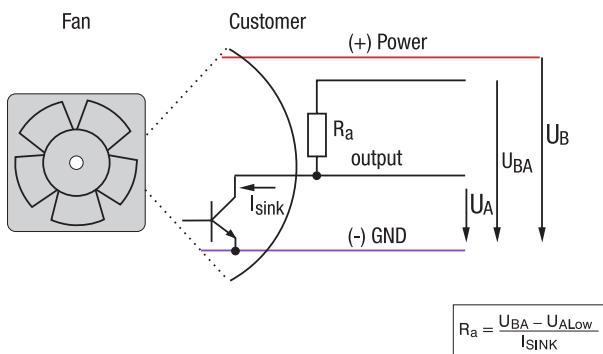 Fan
Customer
(+) Power
Ra
output
Isink
UA
UBA
UB
(-) GND
Ra = UBA – UALow
ISINK